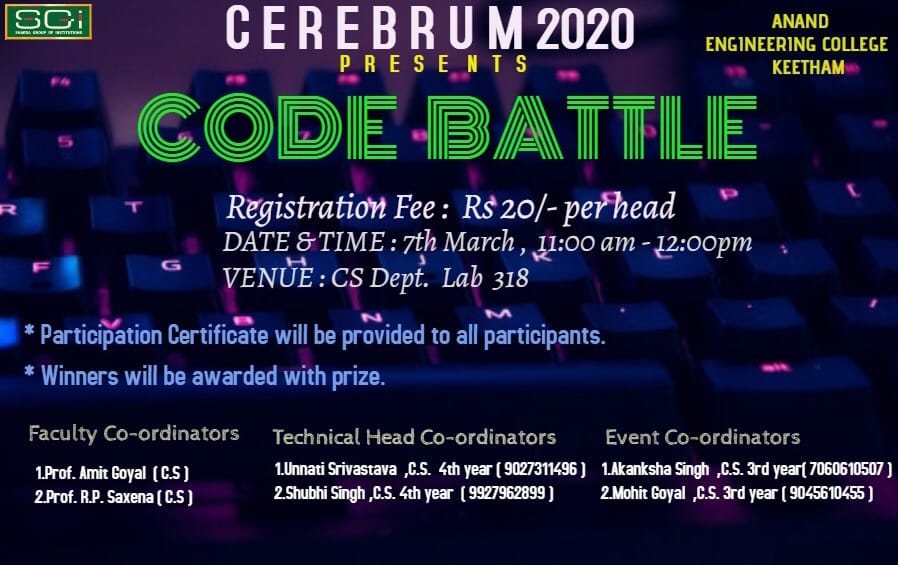 SGI
SHARDA GROUP OF INSTITUTIONS
CEREBRUM 2020
PRESENTS
ANAND
ENGINEERING COLLEGE
KEETHAM
CODE BATTLE
Registration Fee : Rs 20/- per head
DATE & TIME : 7th March , 11:00 am - 12:00pm
VENUE : CS Dept. Lab 318
* Participation Certificate will be provided to all participants.
* Winners will be awarded with prize.
Faculty Co-ordinators
1.Prof. Amit Goyal ( C.S )
2.Prof. R.P. Saxena ( C.S )
Technical Head Co-ordinators
1.Unnati Srivastava ,C.S. 4th year ( 9027311496 )
2.Shubhi Singh ,C.S. 4th year ( 9927962899 )
Event Co-ordinators
1.Akanksha Singh ,C.S. 3rd year( 7060610507 )
2.Mohit Goyal ,C.S. 3rd year ( 9045610455 )